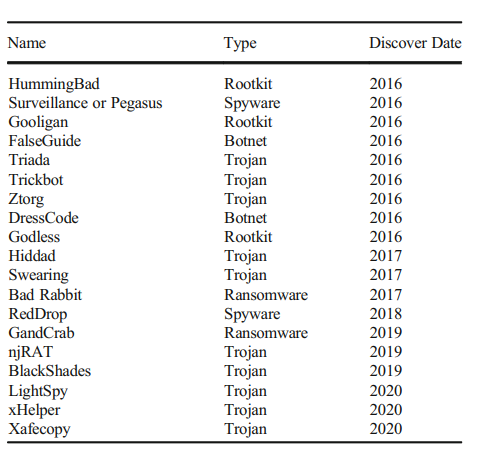 Name Type Discover Date
HummingBad Rootkit 2016
Surveillance or Pegasus Spyware 2016
Gooligan Rootkit 2016
FalseGuide Botnet 2016
Triada Trojan 2016
Trickbot Trojan 2016
Ztorg Trojan 2016
DressCode Botnet 2016
Godless Rootkit 2016
Hiddad Trojan 2017
Swearing Trojan 2017
Bad Rabbit Ransomware 2017
RedDrop Spyware 2018
GandCrab Ransomware 2019
njRAT Trojan 2019
BlackShades Trojan 2019
LightSpy Trojan 2020
xHelper Trojan 2020
Xafecopy Trojan 2020